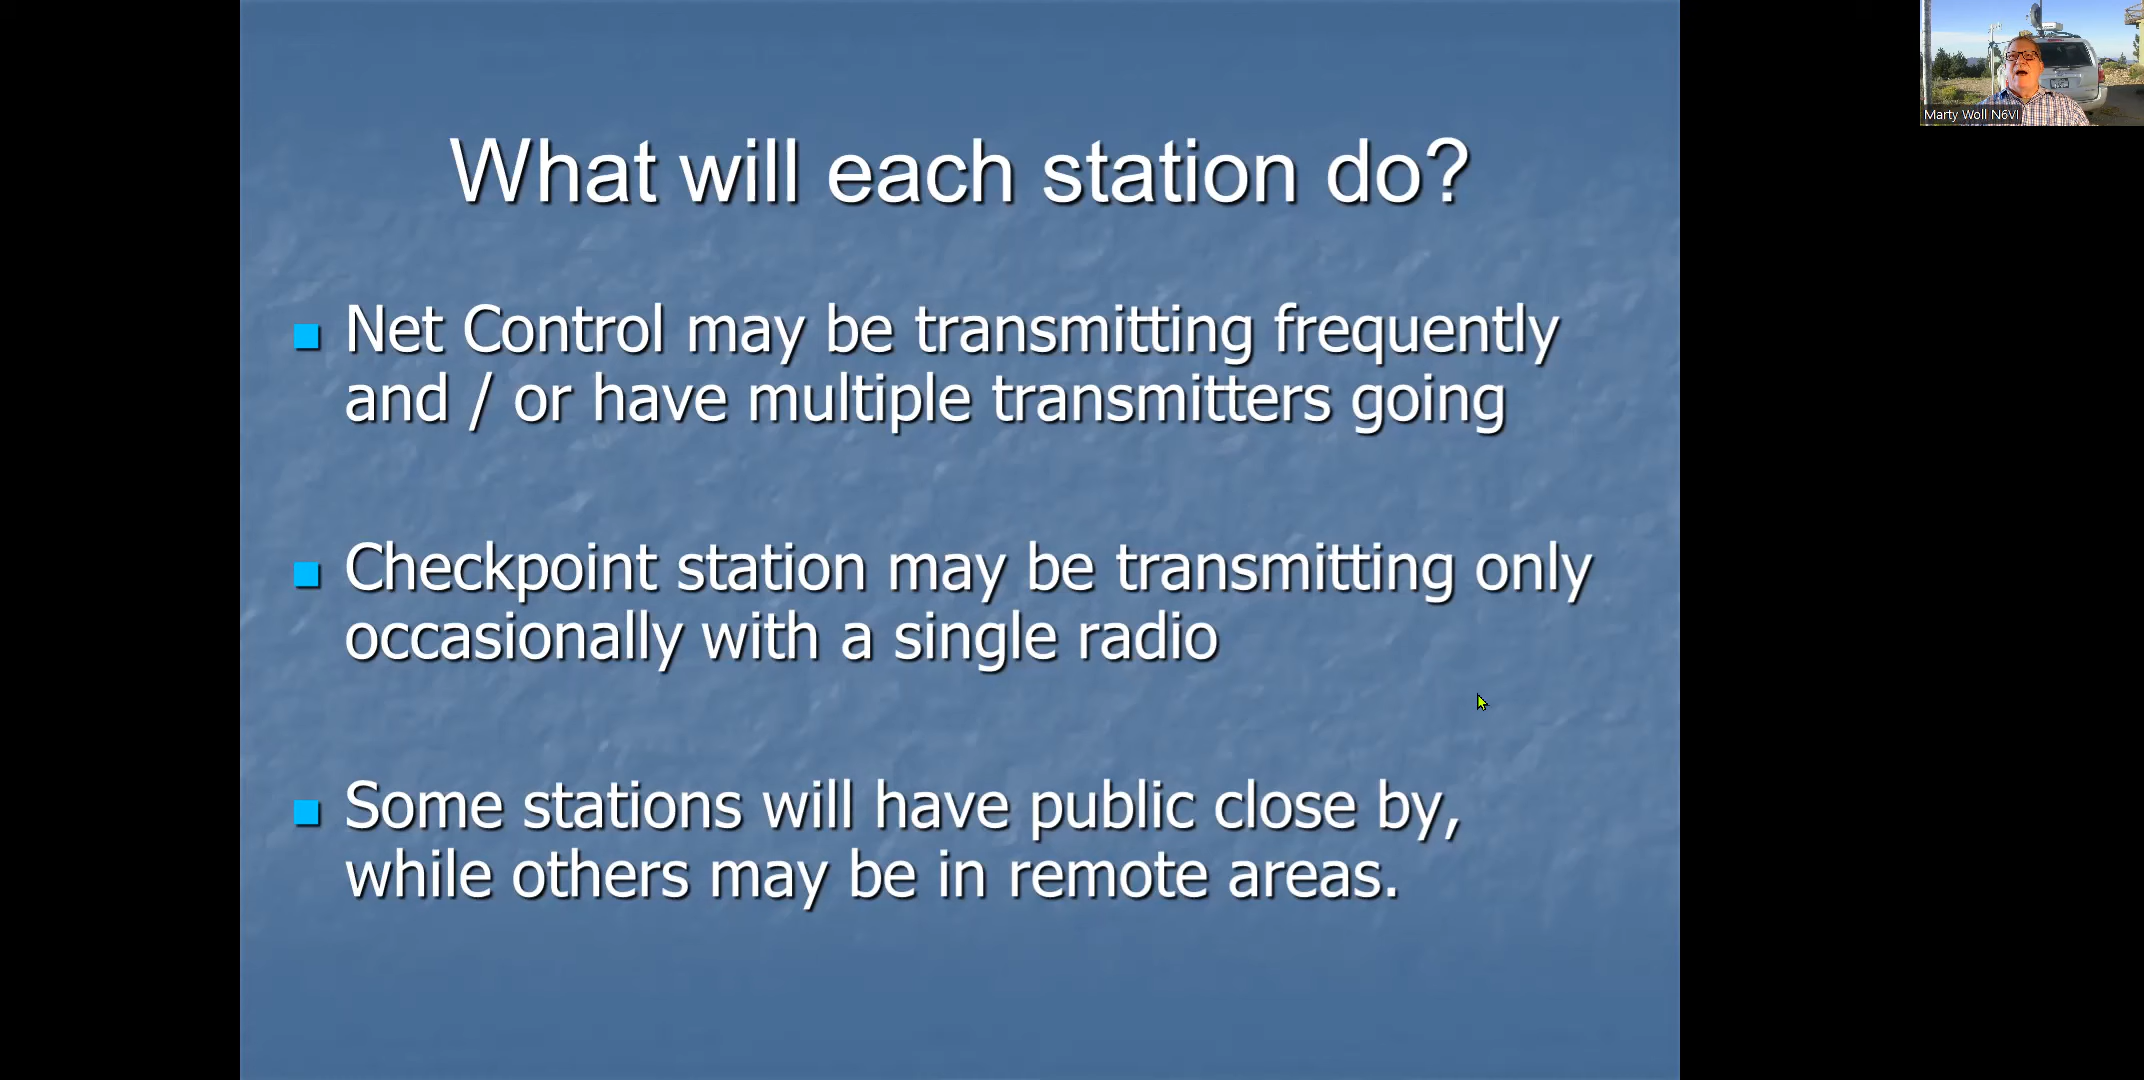 What will each station do?
Net Control may be transmitting frequently
and / or have multiple transmitters going
Checkpoint station may be transmitting only
occasionally with a single radio
Some stations will have public close by,
while others may be in remote areas.
Marty Woll N6VI